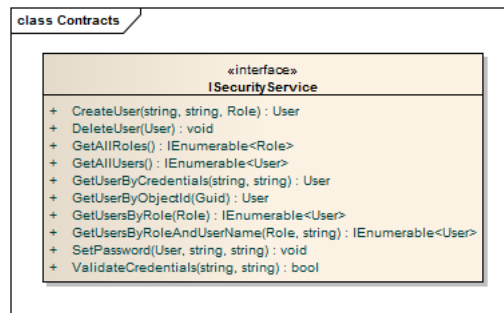 class Contracts
«interface»
ISecurityService
+ CreateUser(string, string, Role) : User
+ DeleteUser(User) : void
+ GetAllRoles() : IEnumerable<Role>
+ GetAllUsers() : IEnumerable<User>
+ GetUserByCredentials(string, string) : User
+ GetUserByObjectId(Guid) : User
+ GetUsersByRole(Role) : IEnumerable<User>
+ GetUsersByRoleAndUserName(Role, string) : IEnumerable<User>
+ SetPassword(User, string, string) : void
+ ValidateCredentials(string, string) : bool